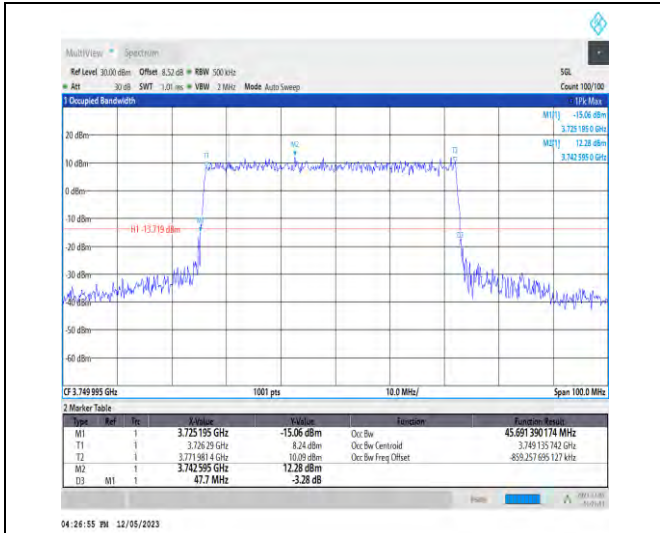 MultiView Spectrum
Ref Level 30.00 dBm Offset 8.52 dB RBW 500 kHz SGL
Att 30 dB SWT 1.01 ms VBW 2 MHz Mode Auto Sweep Count 100/100
1 Occupied Bandwidth 1Pk Max
M1[1] -15.06 dBm
3.725 195 0 GHz
M2[1] 12.28 dBm
3.742 595 0 GHz
20 dBm
M2
T1
T2
10 dBm
0 dBm
-10 dBm
M1
H1 -13.719 dBm
D3
-20 dBm
-30 dBm
-40 dBm
-50 dBm
-60 dBm
CF 3.749 995 GHz 1001 pts 10.0 MHz/ Span 100.0 MHz
2 Marker Table
Type Ref Trc X-Value Y-Value Function Function Result
M1 1 3.725 195 GHz -15.06 dBm Occ Bw 45.691 390 174 MHz
T1 1 3.726 29 GHz 8.24 dBm Occ Bw Centroid 3.749 135 742 GHz
T2 1 3.771 981 4 GHz 10.09 dBm Occ Bw Freq Offset -859.257 695 127 kHz
M2 1 3.742 595 GHz 12.28 dBm
D3 M1 1 47.7 MHz -3.28 dB
04:26:55 PM 12/05/2023